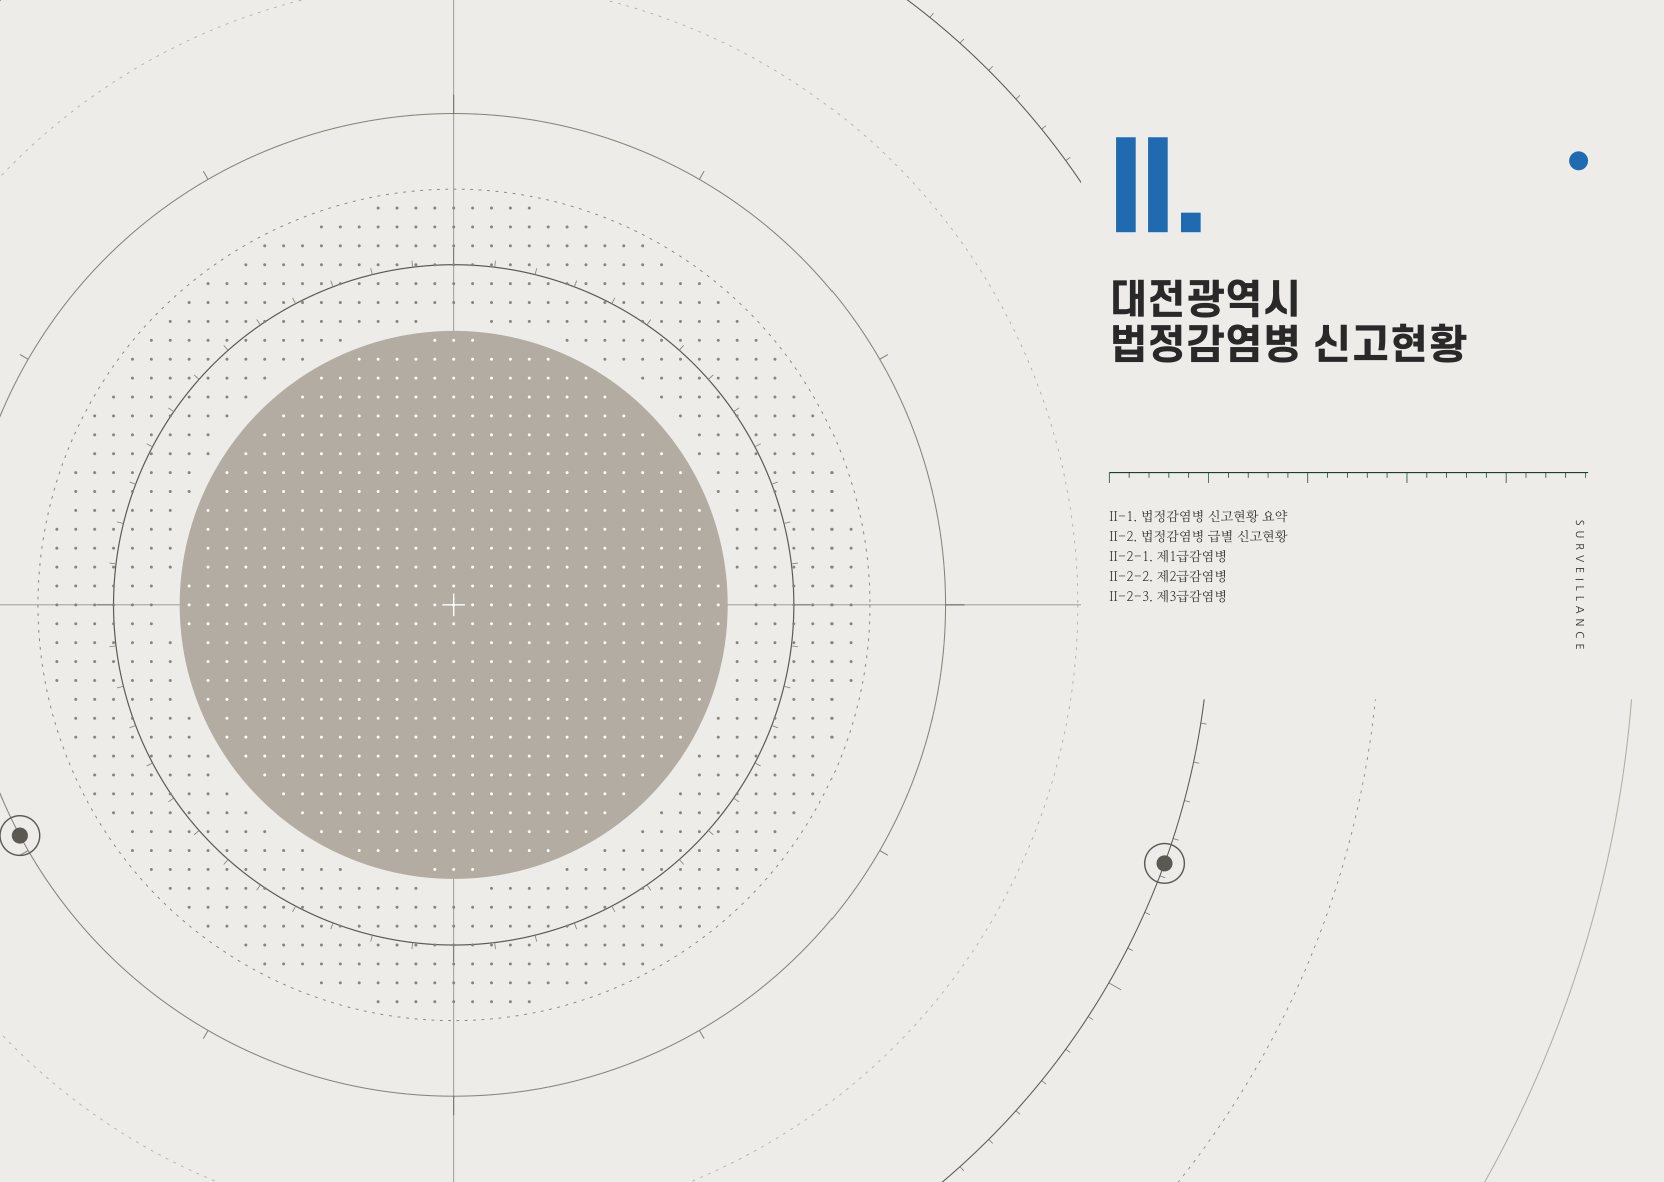 II.
대전광역시
법정감염병 신고현황
II-1. 법정감염병 신고현황 요약
II-2. 법정감염병 급별 신고현황
II-2-1. 제1급감염병
II-2-2. 제2급감염병
II-2-3. 제3급감염병
SURVEILLANCE